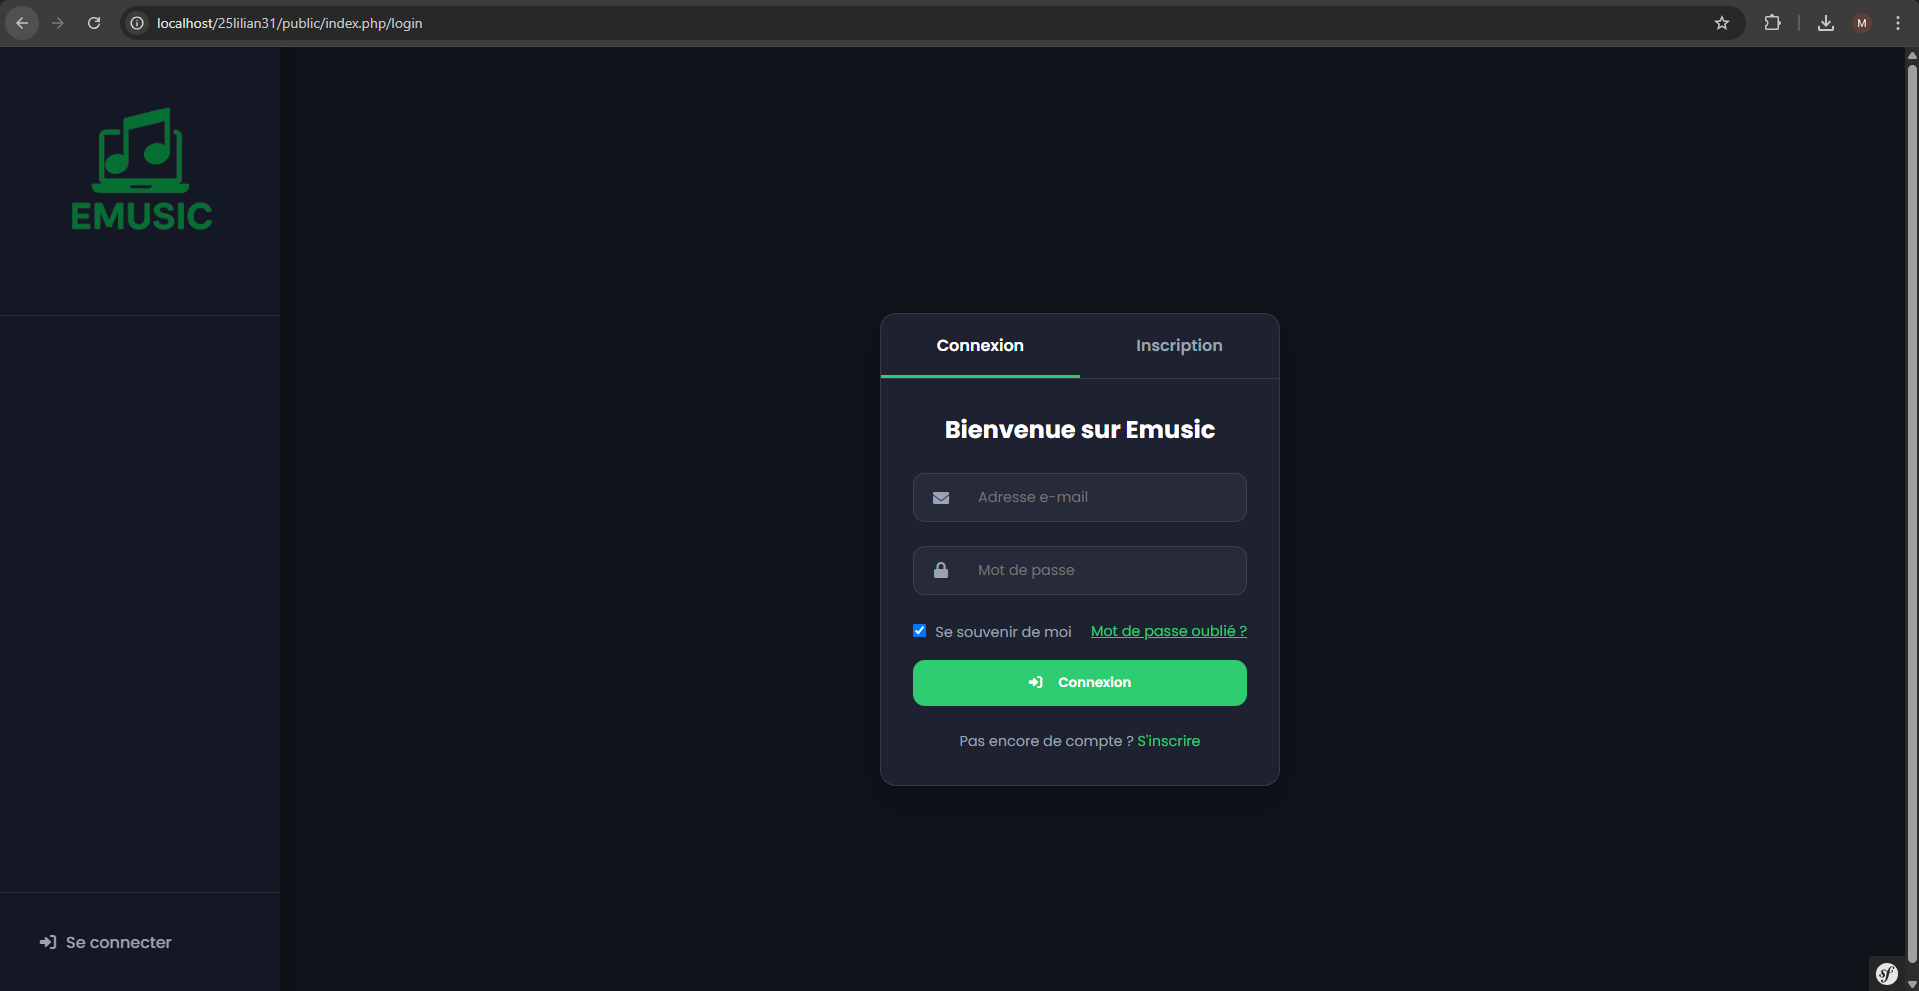 localhost/25lilian31/public/index.php/login
M
EMUSIC
Connexion
Inscription
Bienvenue sur Emusic
Adresse e-mail
Mot de passe
Se souvenir de moi
Mot de passe oublié ?
Connexion
Pas encore de compte ? S'inscrire
Se connecter
sf